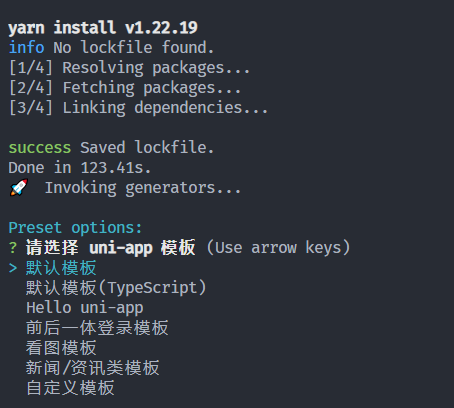 yarn install v1.22.19
info No lockfile found.
[1/4] Resolving packages...
[2/4] Fetching packages...
[3/4] Linking dependencies...
success Saved lockfile.
Done in 123.41s.
🚀 Invoking generators...
Preset options:
? 请选择 uni-app 模板 (Use arrow keys)
> 默认模板
默认模板(TypeScript)
Hello uni-app
前后一体登录模板
看图模板
新闻/资讯类模板
自定义模板